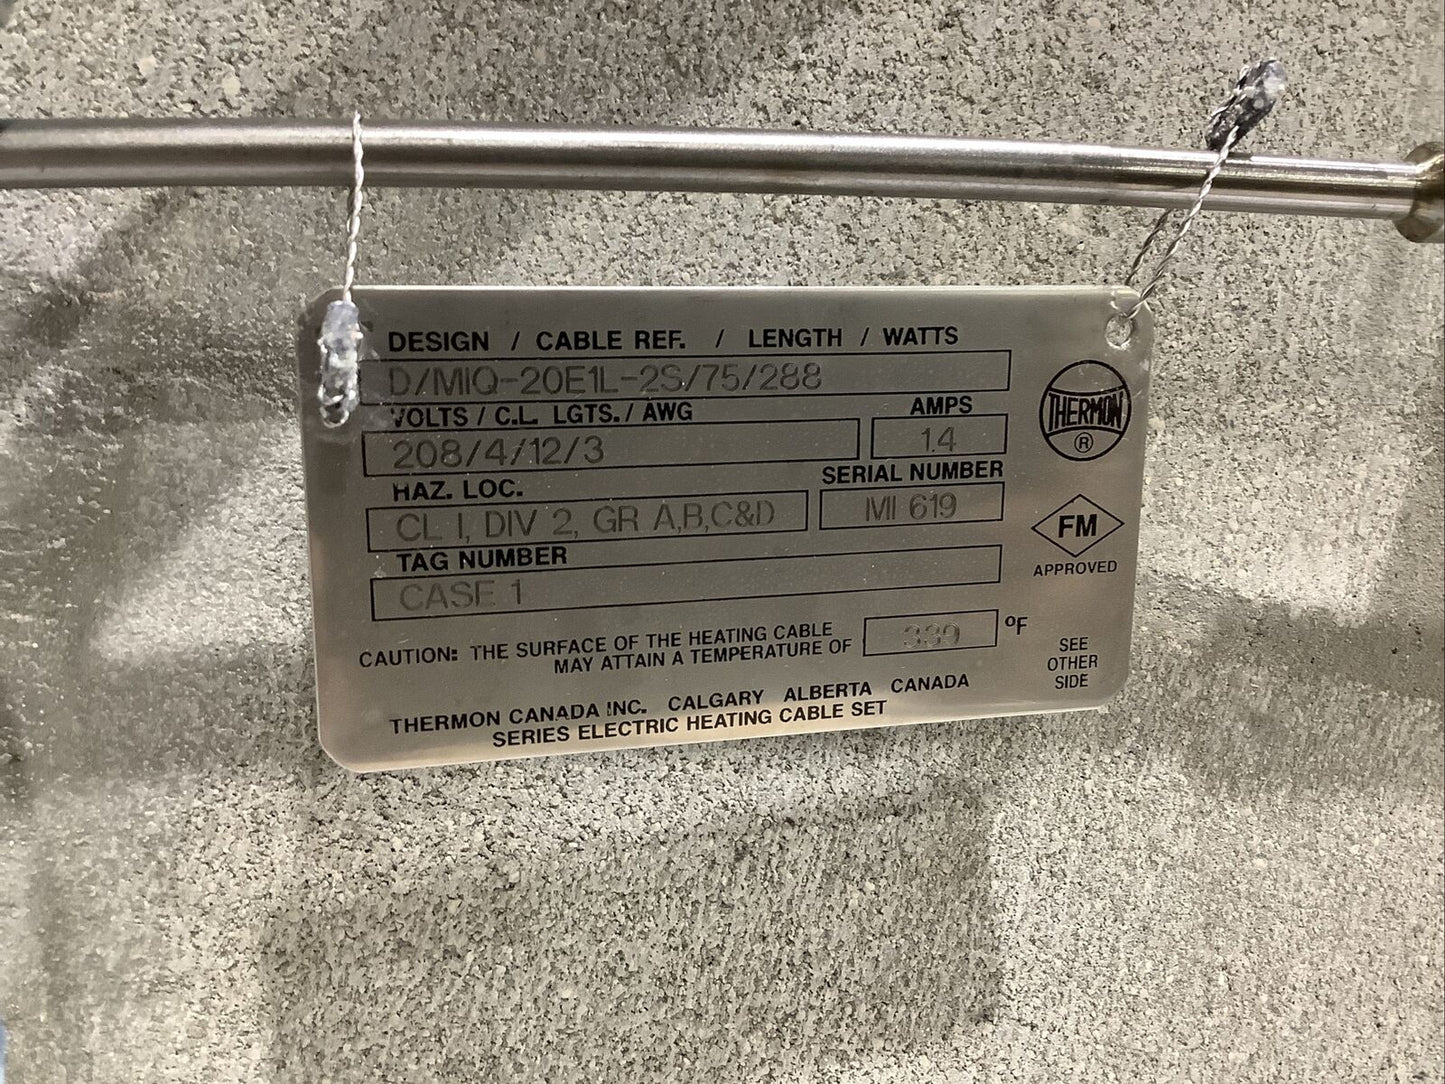 DESIGN / CABLE REF. / LENGTH / WATTS
D/MIQ-20E1L-2S/75/288
VOLTS / C.L. LGTS. / AWG
AMPS
208/4/12/3
1.4
HAZ. LOC.
SERIAL NUMBER
CL I, DIV 2, GR A,B,C&D
MI 619
TAG NUMBER
CASE 1
CAUTION: THE SURFACE OF THE HEATING CABLE
MAY ATTAIN A TEMPERATURE OF 339 °F
THERMON CANADA INC. CALGARY ALBERTA CANADA
SERIES ELECTRIC HEATING CABLE SET
THERMON
®
FM
APPROVED
SEE
OTHER
SIDE